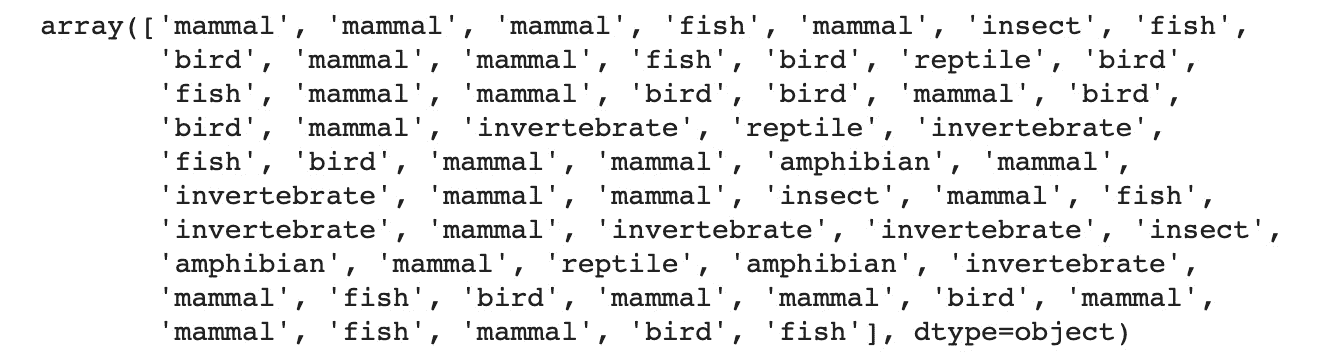 array(['mammal', 'mammal', 'mammal', 'fish', 'mammal', 'insect', 'fish',
'bird', 'mammal', 'mammal', 'fish', 'bird', 'reptile', 'bird',
'fish', 'mammal', 'mammal', 'bird', 'bird', 'mammal', 'bird',
'bird', 'mammal', 'invertebrate', 'reptile', 'invertebrate',
'fish', 'bird', 'mammal', 'mammal', 'amphibian', 'mammal',
'invertebrate', 'mammal', 'mammal', 'insect', 'mammal', 'fish',
'invertebrate', 'mammal', 'invertebrate', 'invertebrate', 'insect',
'amphibian', 'mammal', 'reptile', 'amphibian', 'invertebrate',
'mammal', 'fish', 'bird', 'mammal', 'mammal', 'bird', 'mammal',
'mammal', 'fish', 'mammal', 'bird', 'fish'], dtype=object)